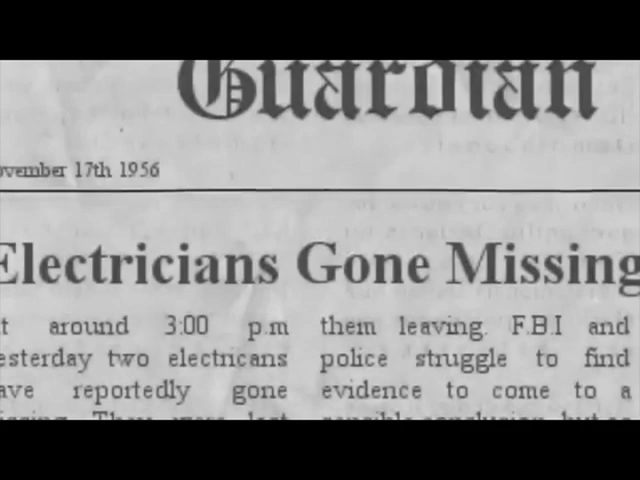 Guardian
ovember 17th 1956
Electricians Gone Missing
t around 3:00 p.m
esterday two electricans
ave reportedly gone
them leaving. F.B.I and
police struggle to find
evidence to come to a